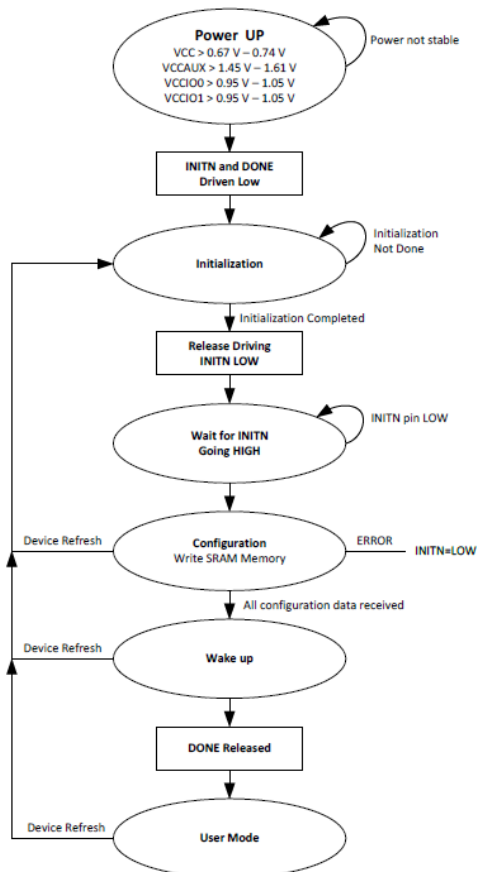 Power UP
VCC > 0.67 V – 0.74 V
VCCAUX > 1.45 V – 1.61 V
VCCIO0 > 0.95 V – 1.05 V
VCCIO1 > 0.95 V – 1.05 V
Power not stable
INITN and DONE
Driven Low
Initialization
Initialization
Not Done
Initialization Completed
Release Driving
INITN LOW
Wait for INITN
Going HIGH
INITN pin LOW
Device Refresh
Configuration
Write SRAM Memory
ERROR
INITN=LOW
All configuration data received
Device Refresh
Wake up
DONE Released
Device Refresh
User Mode